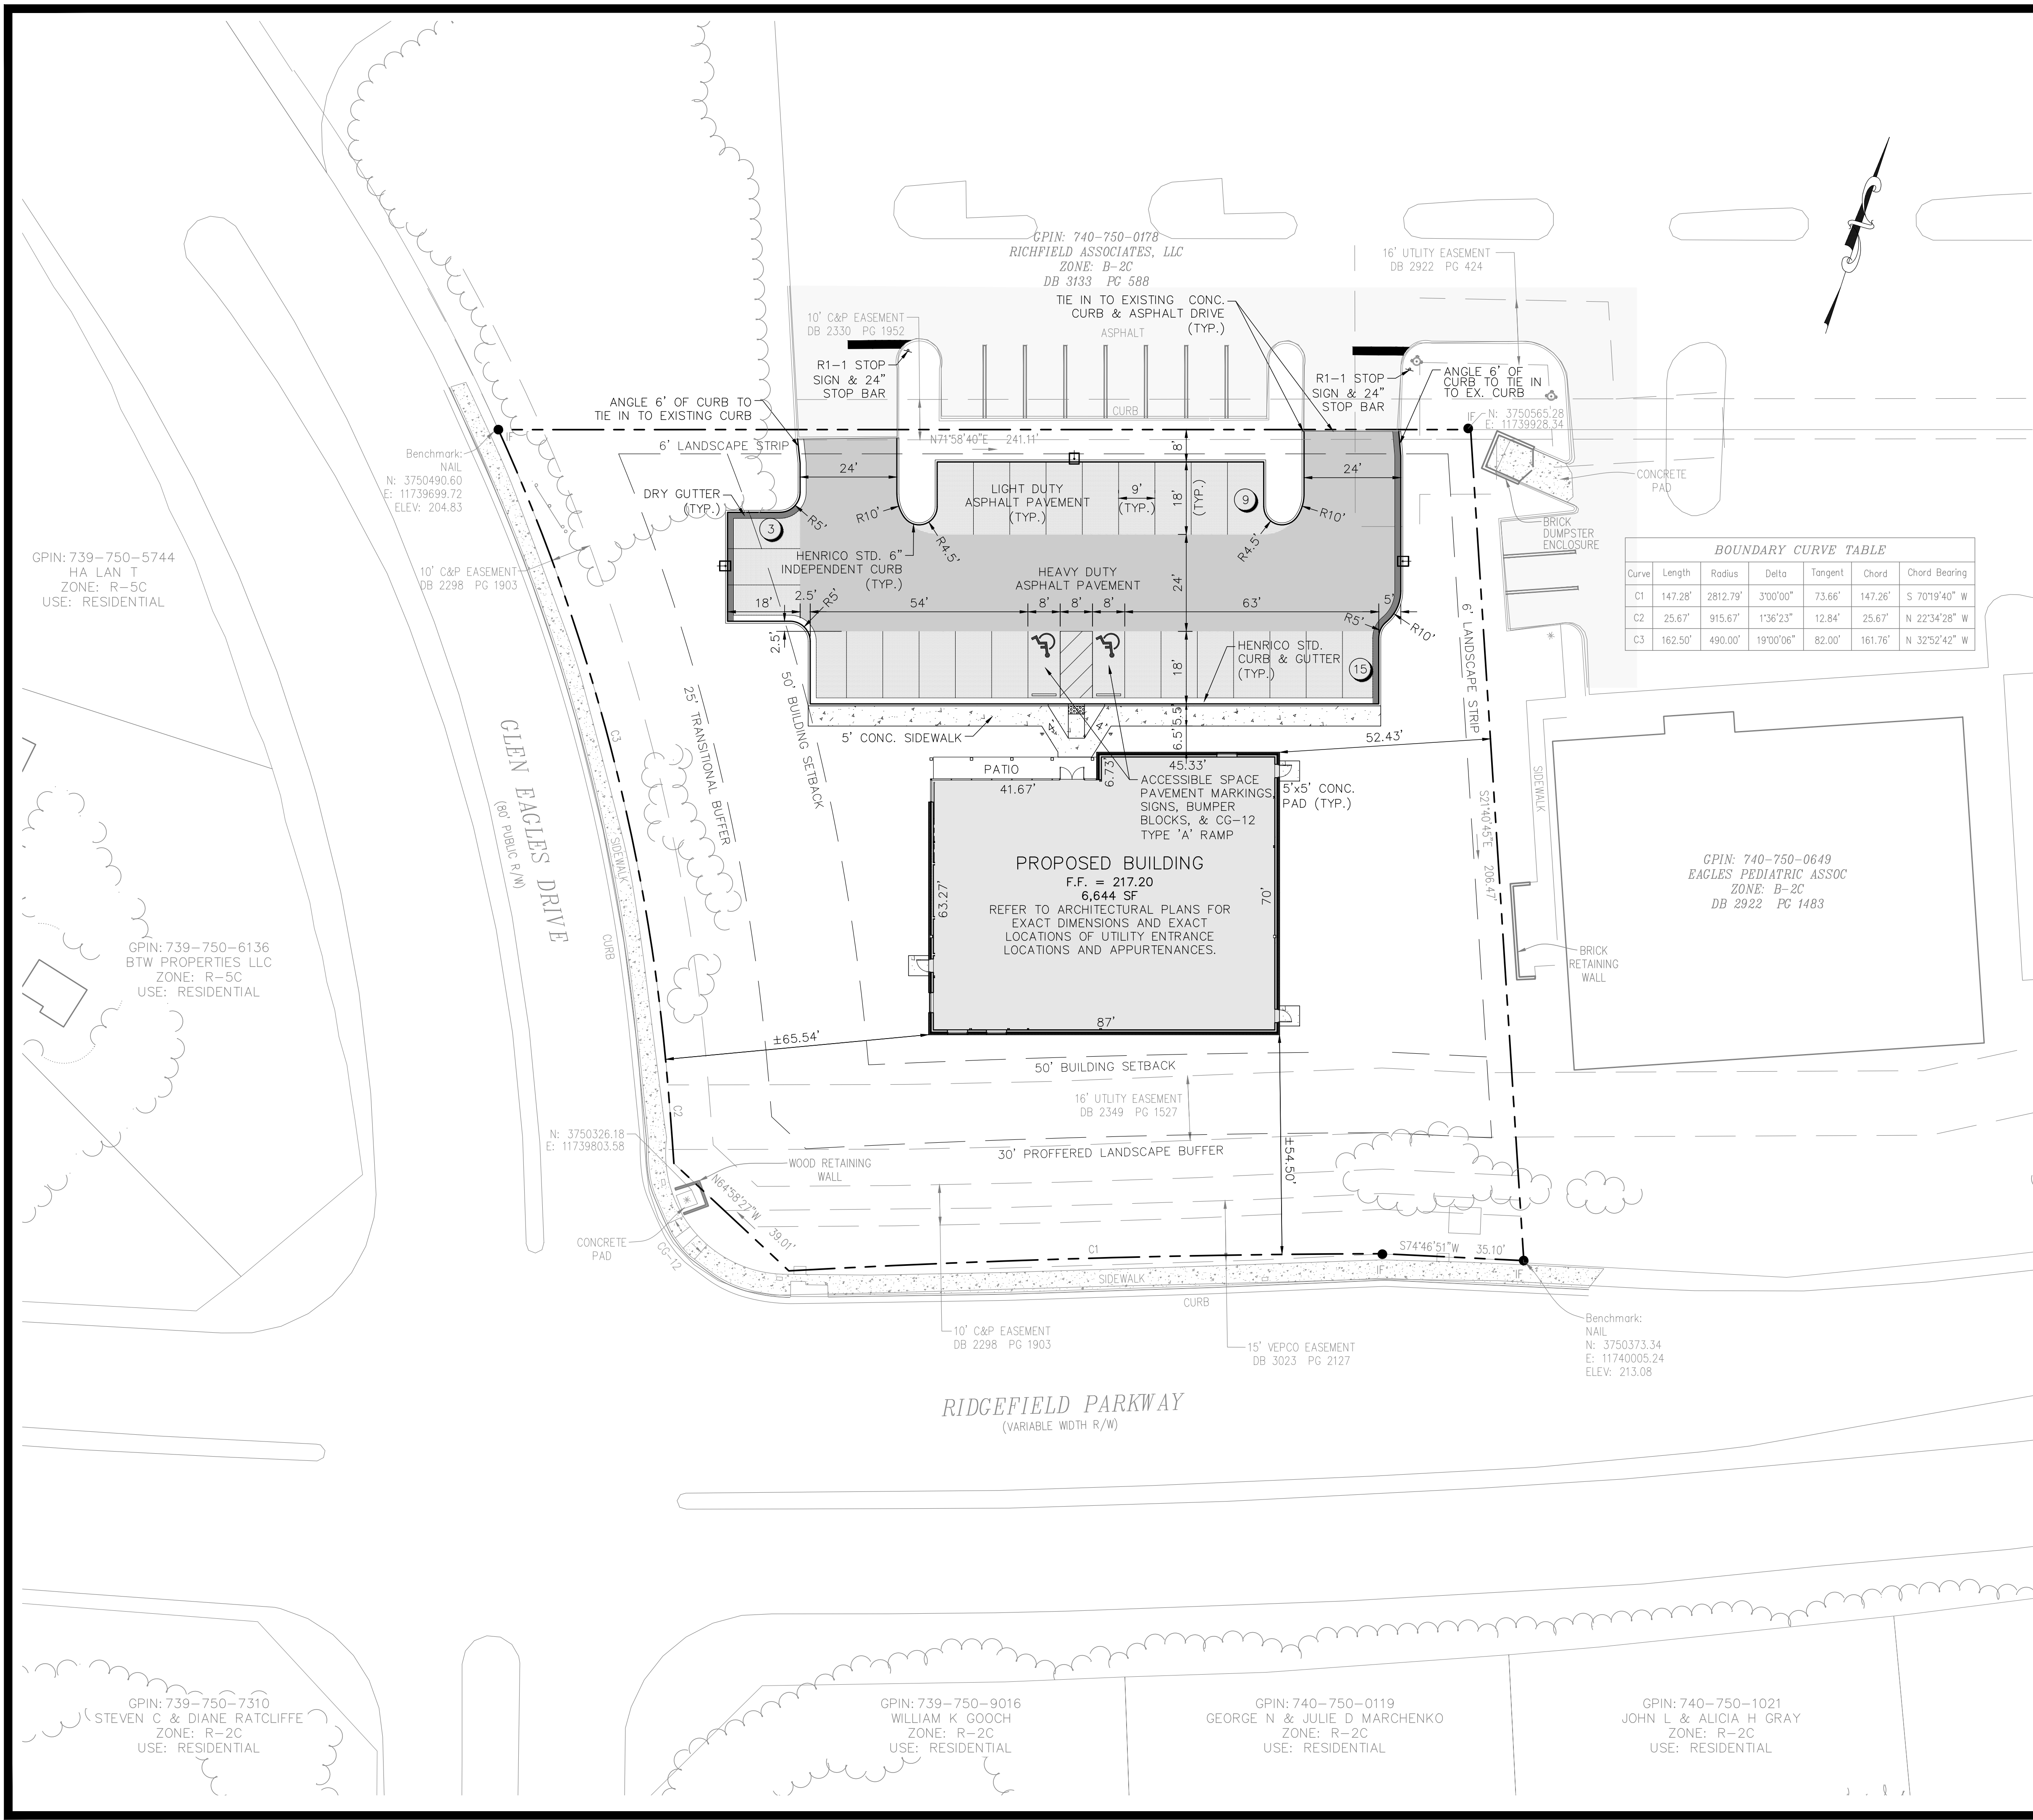 GPIN: 740-750-0178
RICHFIELD ASSOCIATES, LLC
ZONE: B-2C
DB 3133 PG 588
16' UTLITY EASEMENT
DB 2922 PG 424
TIE IN TO EXISTING CONC.
CURB & ASPHALT DRIVE
(TYP.)
10' C&P EASEMENT
DB 2330 PG 1952
ASPHALT
R1-1 STOP
SIGN & 24"
STOP BAR
R1-1 STOP
SIGN & 24"
STOP BAR
ANGLE 6' OF
CURB TO TIE IN
TO EX. CURB
ANGLE 6' OF CURB TO
TIE IN TO EXISTING CURB
CURB
IF
N: 3750565.28
E: 11739928.34
IF
N71°58'40"E 241.11'
6' LANDSCAPE STRIP
8'
Benchmark:
NAIL
N: 3750490.60
E: 11739699.72
ELEV: 204.83
24'
24'
CONCRETE
PAD
DRY GUTTER
(TYP.)
LIGHT DUTY
ASPHALT PAVEMENT
(TYP.)
9'
(TYP.)
18'
(TYP.)
9
R5'
R10'
R10'
3
R4.5'
R4.5'
BRICK
DUMPSTER
ENCLOSURE
HENRICO STD. 6"
INDEPENDENT CURB
(TYP.)
HEAVY DUTY
ASPHALT PAVEMENT
24'
GPIN: 739-750-5744
HA LAN T
ZONE: R-5C
USE: RESIDENTIAL
10' C&P EASEMENT
DB 2298 PG 1903
BOUNDARY CURVE TABLE
Curve Length Radius Delta Tangent Chord Chord Bearing
C1 147.28' 2812.79' 3°00'00" 73.66' 147.26' S 70°19'40" W
C2 25.67' 915.67' 1°36'23" 12.84' 25.67' N 22°34'28" W
C3 162.50' 490.00' 19°00'06" 82.00' 161.76' N 32°52'42" W
18'
2.5'
R5'
54'
8'
8'
8'
63'
5'
R5'
R10'
2.5'
6' LANDSCAPE STRIP
HENRICO STD.
CURB & GUTTER
(TYP.)
18'
15
50' BUILDING SETBACK
25' TRANSITIONAL BUFFER
GLEN EAGLES DRIVE
(80' PUBLIC R/W)
C3
SIDEWALK
CURB
5' CONC. SIDEWALK
4'
4'
5.5'
6.5'
52.43'
PATIO
41.67'
6.73'
45.33'
ACCESSIBLE SPACE
PAVEMENT MARKINGS,
SIGNS, BUMPER
BLOCKS, & CG-12
TYPE 'A' RAMP
5'x5' CONC.
PAD (TYP.)
SIDEWALK
S21°40'45"E 206.47'
PROPOSED BUILDING
F.F. = 217.20
6,644 SF
REFER TO ARCHITECTURAL PLANS FOR
EXACT DIMENSIONS AND EXACT
LOCATIONS OF UTILITY ENTRANCE
LOCATIONS AND APPURTENANCES.
63.27'
70'
87'
GPIN: 740-750-0649
EAGLES PEDIATRIC ASSOC
ZONE: B-2C
DB 2922 PG 1483
BRICK
RETAINING
WALL
GPIN: 739-750-6136
BTW PROPERTIES LLC
ZONE: R-5C
USE: RESIDENTIAL
±65.54'
50' BUILDING SETBACK
16' UTLITY EASEMENT
DB 2349 PG 1527
C2
N: 3750326.18
E: 11739803.58
30' PROFFERED LANDSCAPE BUFFER
±54.50'
WOOD RETAINING
WALL
N64°58'27"W
39.01'
CONCRETE
PAD
CG-12
C1
S74°46'51"W 35.10'
IF
IF
SIDEWALK
CURB
10' C&P EASEMENT
DB 2298 PG 1903
15' VEPCO EASEMENT
DB 3023 PG 2127
Benchmark:
NAIL
N: 3750373.34
E: 11740005.24
ELEV: 213.08
RIDGEFIELD PARKWAY
(VARIABLE WIDTH R/W)
GPIN: 739-750-7310
STEVEN C & DIANE RATCLIFFE
ZONE: R-2C
USE: RESIDENTIAL
GPIN: 739-750-9016
WILLIAM K GOOCH
ZONE: R-2C
USE: RESIDENTIAL
GPIN: 740-750-0119
GEORGE N & JULIE D MARCHENKO
ZONE: R-2C
USE: RESIDENTIAL
GPIN: 740-750-1021
JOHN L & ALICIA H GRAY
ZONE: R-2C
USE: RESIDENTIAL